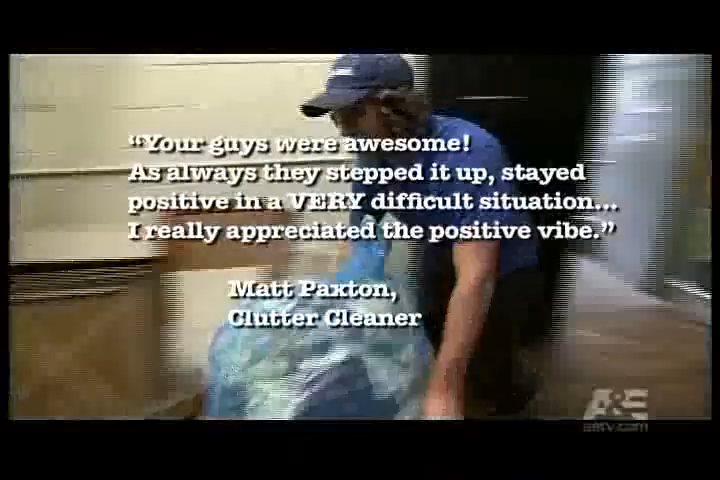 “Your guys were awesome!
As always they stepped it up, stayed
positive in a VERY difficult situation...
I really appreciated the positive vibe.”
Matt Paxton,
Clutter Cleaner
A&E
aetv.com